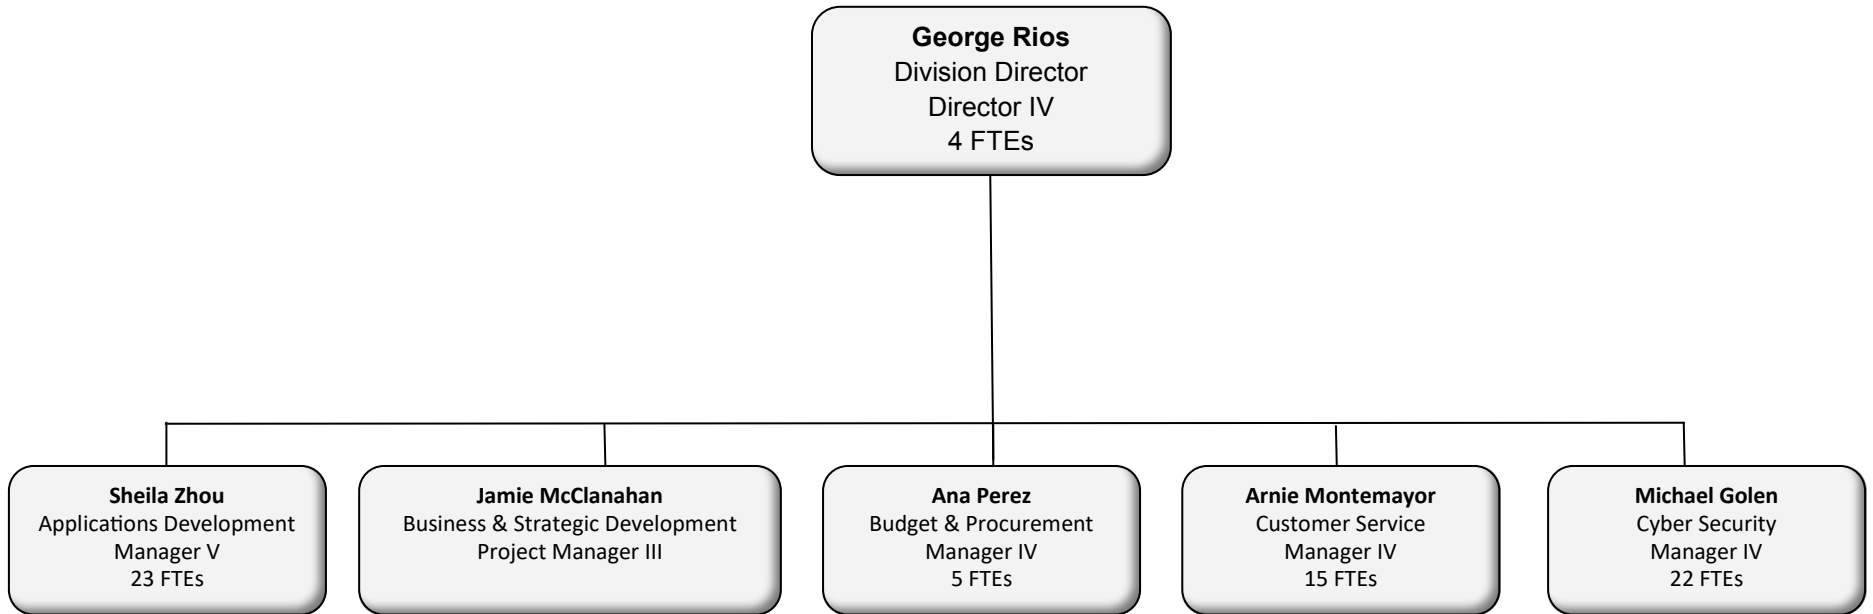 George Rios
Division Director
Director IV
4 FTEs
Sheila Zhou
Applications Development
Manager V
23 FTEs
Jamie McClanahan
Business & Strategic Development
Project Manager III
Ana Perez
Budget & Procurement
Manager IV
5 FTEs
Arnie Montemayor
Customer Service
Manager IV
15 FTEs
Michael Golen
Cyber Security
Manager IV
22 FTEs